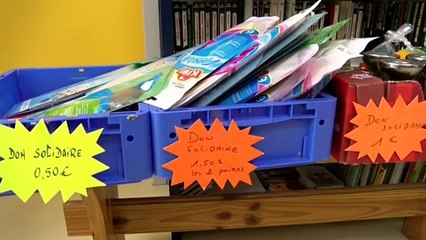 DON SOLIDAIRE
0,50€
DON
SOLIDAIRE
1,50€
les 2 paires
DON SOLIDAIRE
1€